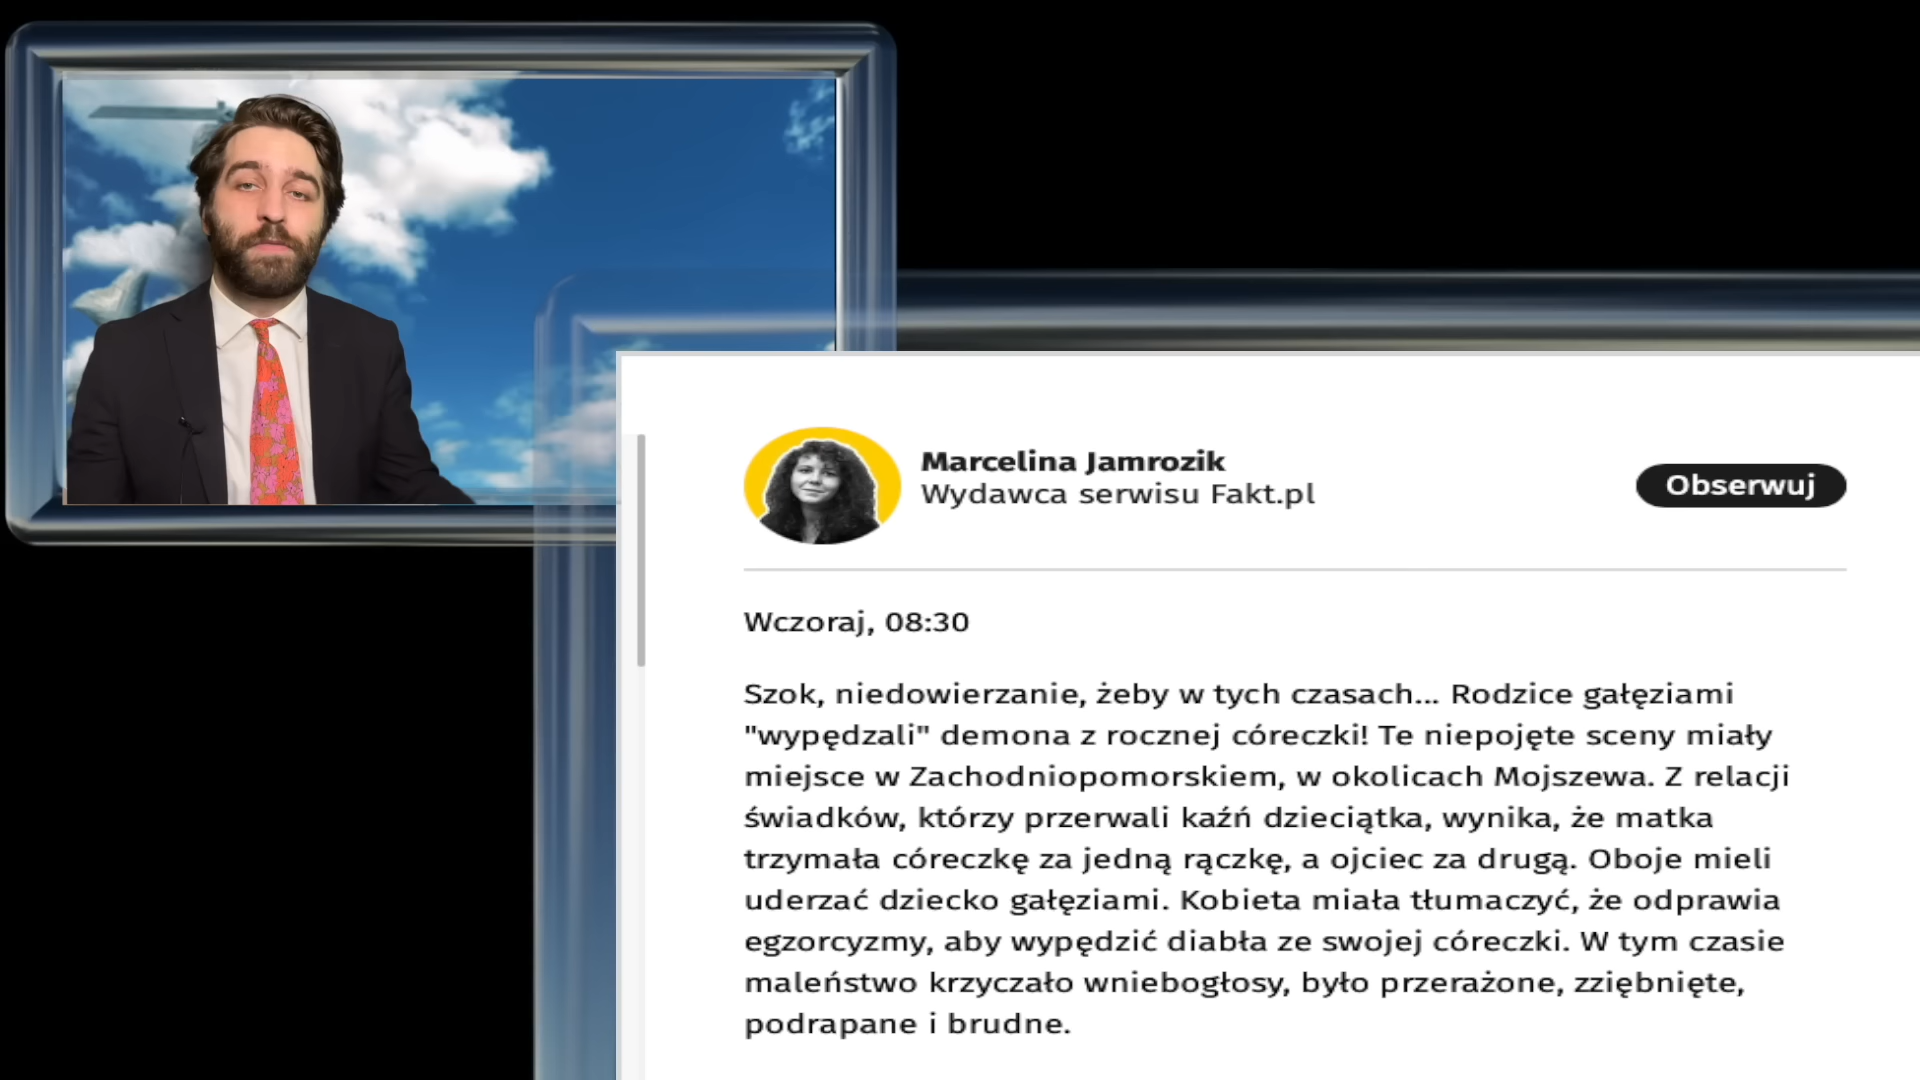 Marcelina Jamrozik
Wydawca serwisu Fakt.pl
Obserwuj
Wczoraj, 08:30
Szok, niedowierzanie, żeby w tych czasach... Rodzice gałęziami
"wypędzali" demona z rocznej córeczki! Te niepojęte sceny miały
miejsce w Zachodniopomorskiem, w okolicach Mojszewa. Z relacji
świadków, którzy przerwali kaźń dzieciątka, wynika, że matka
trzymała córeczkę za jedną rączkę, a ojciec za drugą. Oboje mieli
uderzać dziecko gałęziami. Kobieta miała tłumaczyć, że odprawia
egzorcyzmy, aby wypędzić diabła ze swojej córeczki. W tym czasie
maleństwo krzyczało wniebogłosy, było przerażone, zziębnięte,
podrapane i brudne.